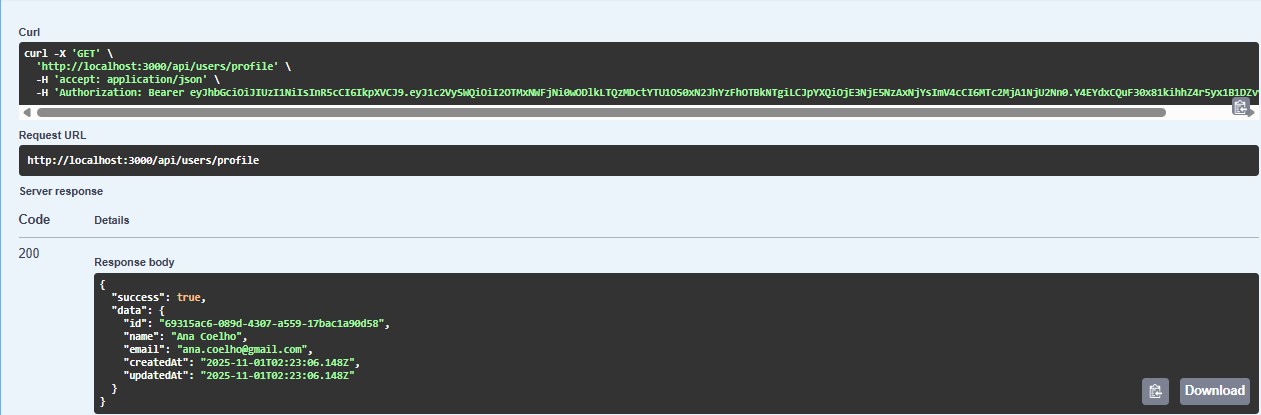 Curl
curl -X 'GET' \
'http://localhost:3000/api/users/profile' \
-H 'accept: application/json' \
-H 'Authorization: Bearer
Request URL
http://localhost:3000/api/users/profile
Server response
Code Details
200
Response body
{
"success": true,
"data": {
"id": "69315ac6-089d-4307-a559-17bac1a90d58",
"name": "Ana Coelho",
"email": "ana.coelho@gmail.com",
"createdAt": "2025-11-01T02:23:06.148Z",
"updatedAt": "2025-11-01T02:23:06.148Z"
}
}
Download